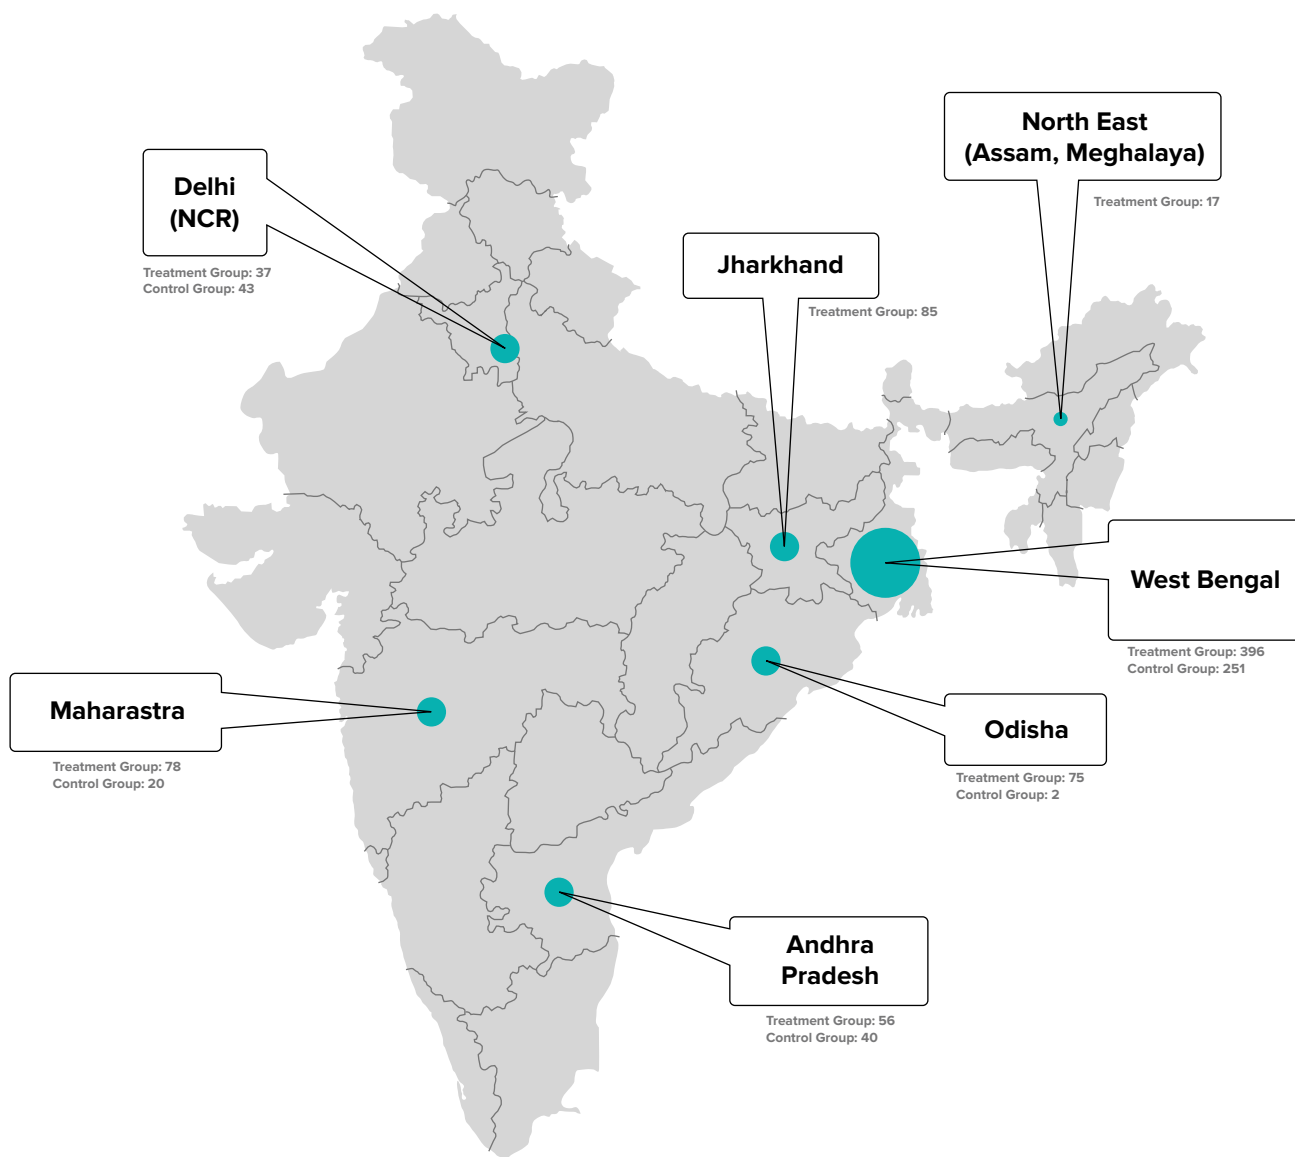 North East
(Assam, Meghalaya)
Treatment Group: 17
Delhi
(NCR)
Treatment Group: 37
Control Group: 43
Jharkhand
Treatment Group: 85
West Bengal
Treatment Group: 396
Control Group: 251
Maharastra
Treatment Group: 78
Control Group: 20
Odisha
Treatment Group: 75
Control Group: 2
Andhra
Pradesh
Treatment Group: 56
Control Group: 40